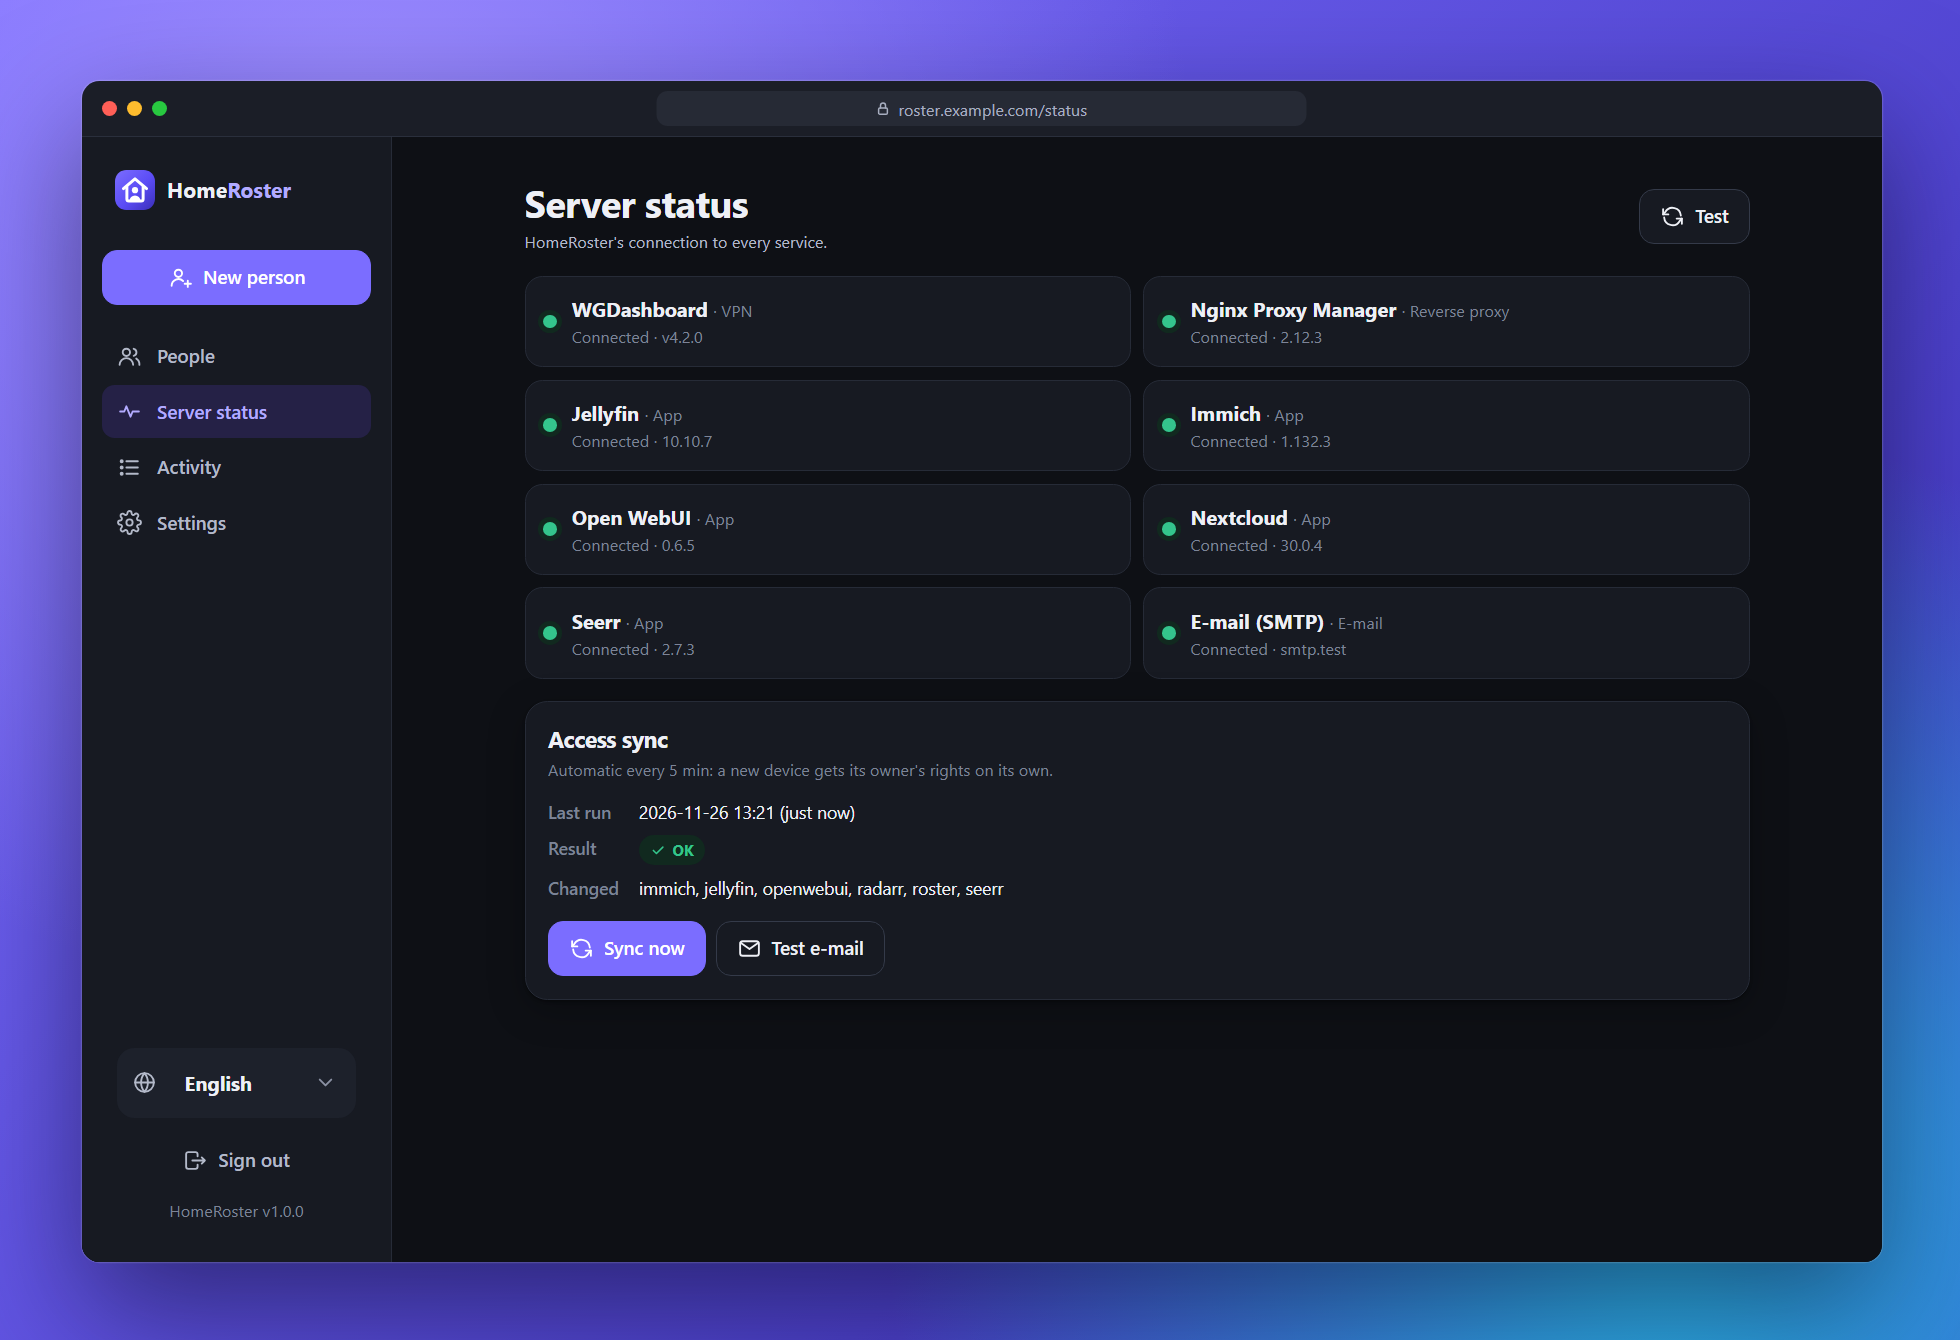 roster.example.com/status
HomeRoster
New person
People
Server status
Activity
Settings
English
Sign out
HomeRoster v1.0.0
Server status
HomeRoster's connection to every service.
Test
WGDashboard · VPN
Connected · v4.2.0
Nginx Proxy Manager · Reverse proxy
Connected · 2.12.3
Jellyfin · App
Connected · 10.10.7
Immich · App
Connected · 1.132.3
Open WebUI · App
Connected · 0.6.5
Nextcloud · App
Connected · 30.0.4
Seerr · App
Connected · 2.7.3
E-mail (SMTP) · E-mail
Connected · smtp.test
Access sync
Automatic every 5 min: a new device gets its owner's rights on its own.
Last run 2026-11-26 13:21 (just now)
Result OK
Changed immich, jellyfin, openwebui, radarr, roster, seerr
Sync now
Test e-mail